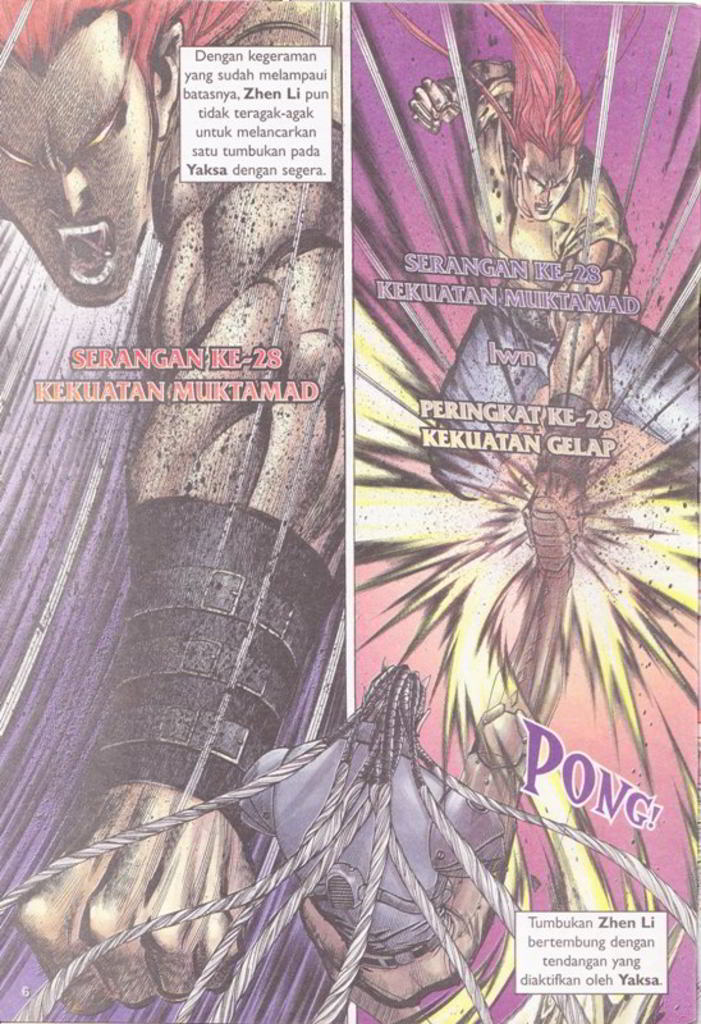 Dengan kegeraman
yang sudah melampaui
batasnya, Zhen Li pun
tidak teragak-agak
untuk melancarkan
satu tumbukan pada
Yaksa dengan segera.
SERANGAN KE-28
KEKUATAN MUKTAMAD
SERANGAN KE-28
KEKUATAN MUKTAMAD
lwn
PERINGKAT KE-28
KEKUATAN GELAP
PONG!
Tumbukan Zhen Li
bertembung dengan
tendangan yang
diaktifkan oleh Yaksa.
6